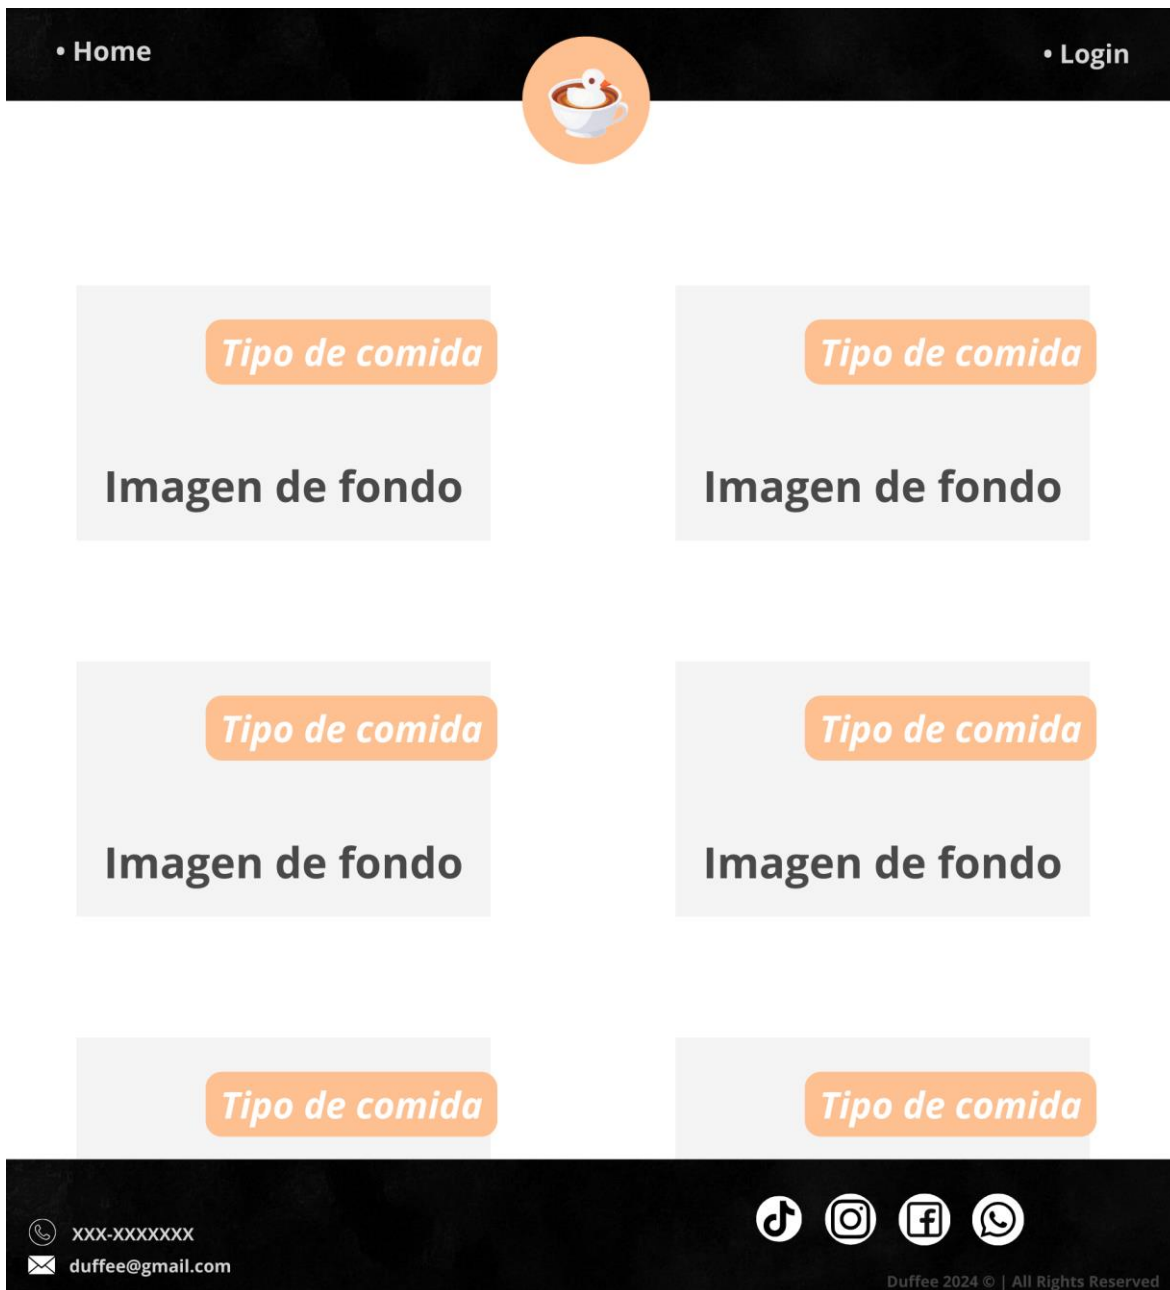 • Home
• Login
Tipo de comida
Tipo de comida
Imagen de fondo
Imagen de fondo
Tipo de comida
Tipo de comida
Imagen de fondo
Imagen de fondo
Tipo de comida
Tipo de comida
XXX-XXXXXXX
duffee@gmail.com
Duffee 2024 © | All Rights Reserved